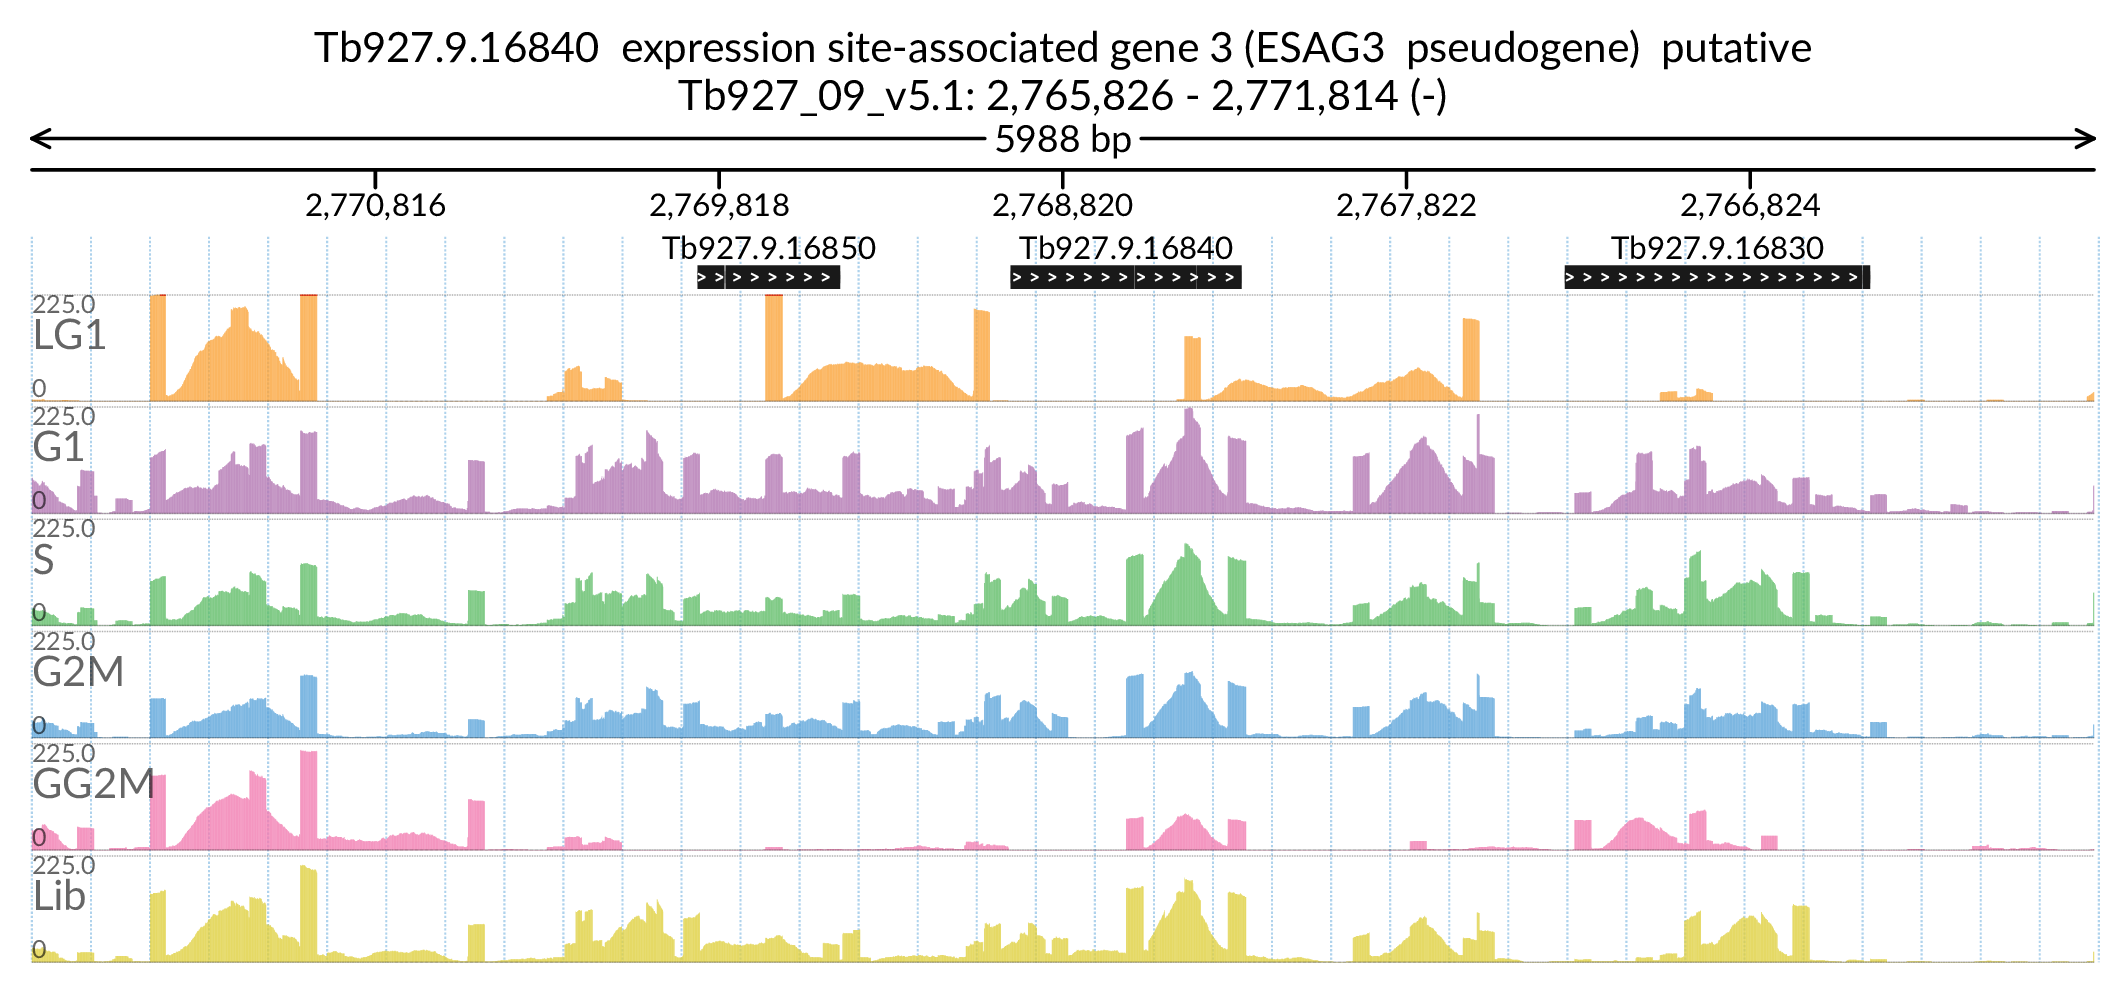 Tb927.9.16840  expression site-associated gene 3 (ESAG3  pseudogene)  putative
Tb927_09_v5.1: 2,765,826 - 2,771,814 (-)
5988 bp
2,770,816 2,769,818 2,768,820 2,767,822 2,766,824
Tb927.9.16850 Tb927.9.16840 Tb927.9.16830
225.0
LG1
0
225.0
G1
0
225.0
S
0
225.0
G2M
0
225.0
GG2M
0
225.0
Lib
0